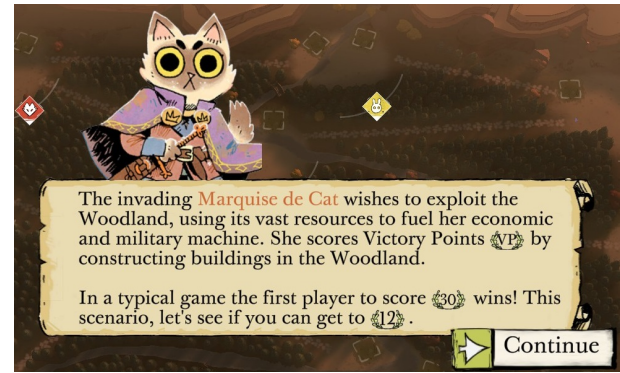 The invading Marquise de Cat wishes to exploit the
Woodland, using its vast resources to fuel her economic
and military machine. She scores Victory Points VP by
constructing buildings in the Woodland.
In a typical game the first player to score 30 wins! This
scenario, let's see if you can get to 12.
Continue